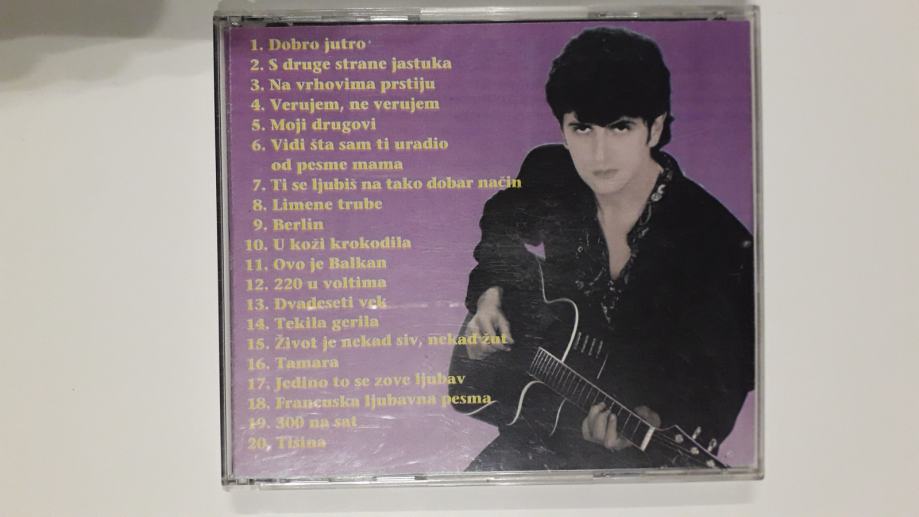 1. Dobro jutro
2. S druge strane jastuka
3. Na vrhovima prstiju
4. Verujem, ne verujem
5. Moji drugovi
6. Vidi šta sam ti uradio
od pesme mama
7. Ti se ljubiš na tako dobar način
8. Limene trube
9. Berlin
10. U koži krokodila
11. Ovo je Balkan
12. 220 u voltima
13. Dvadeseti vek
14. Tekila gerila
15. Život je nekad siv, nekad žut
16. Tamara
17. Jedino to se zove ljubav
18. Francuska ljubavna pesma
19. 300 na sat
20. Tišina